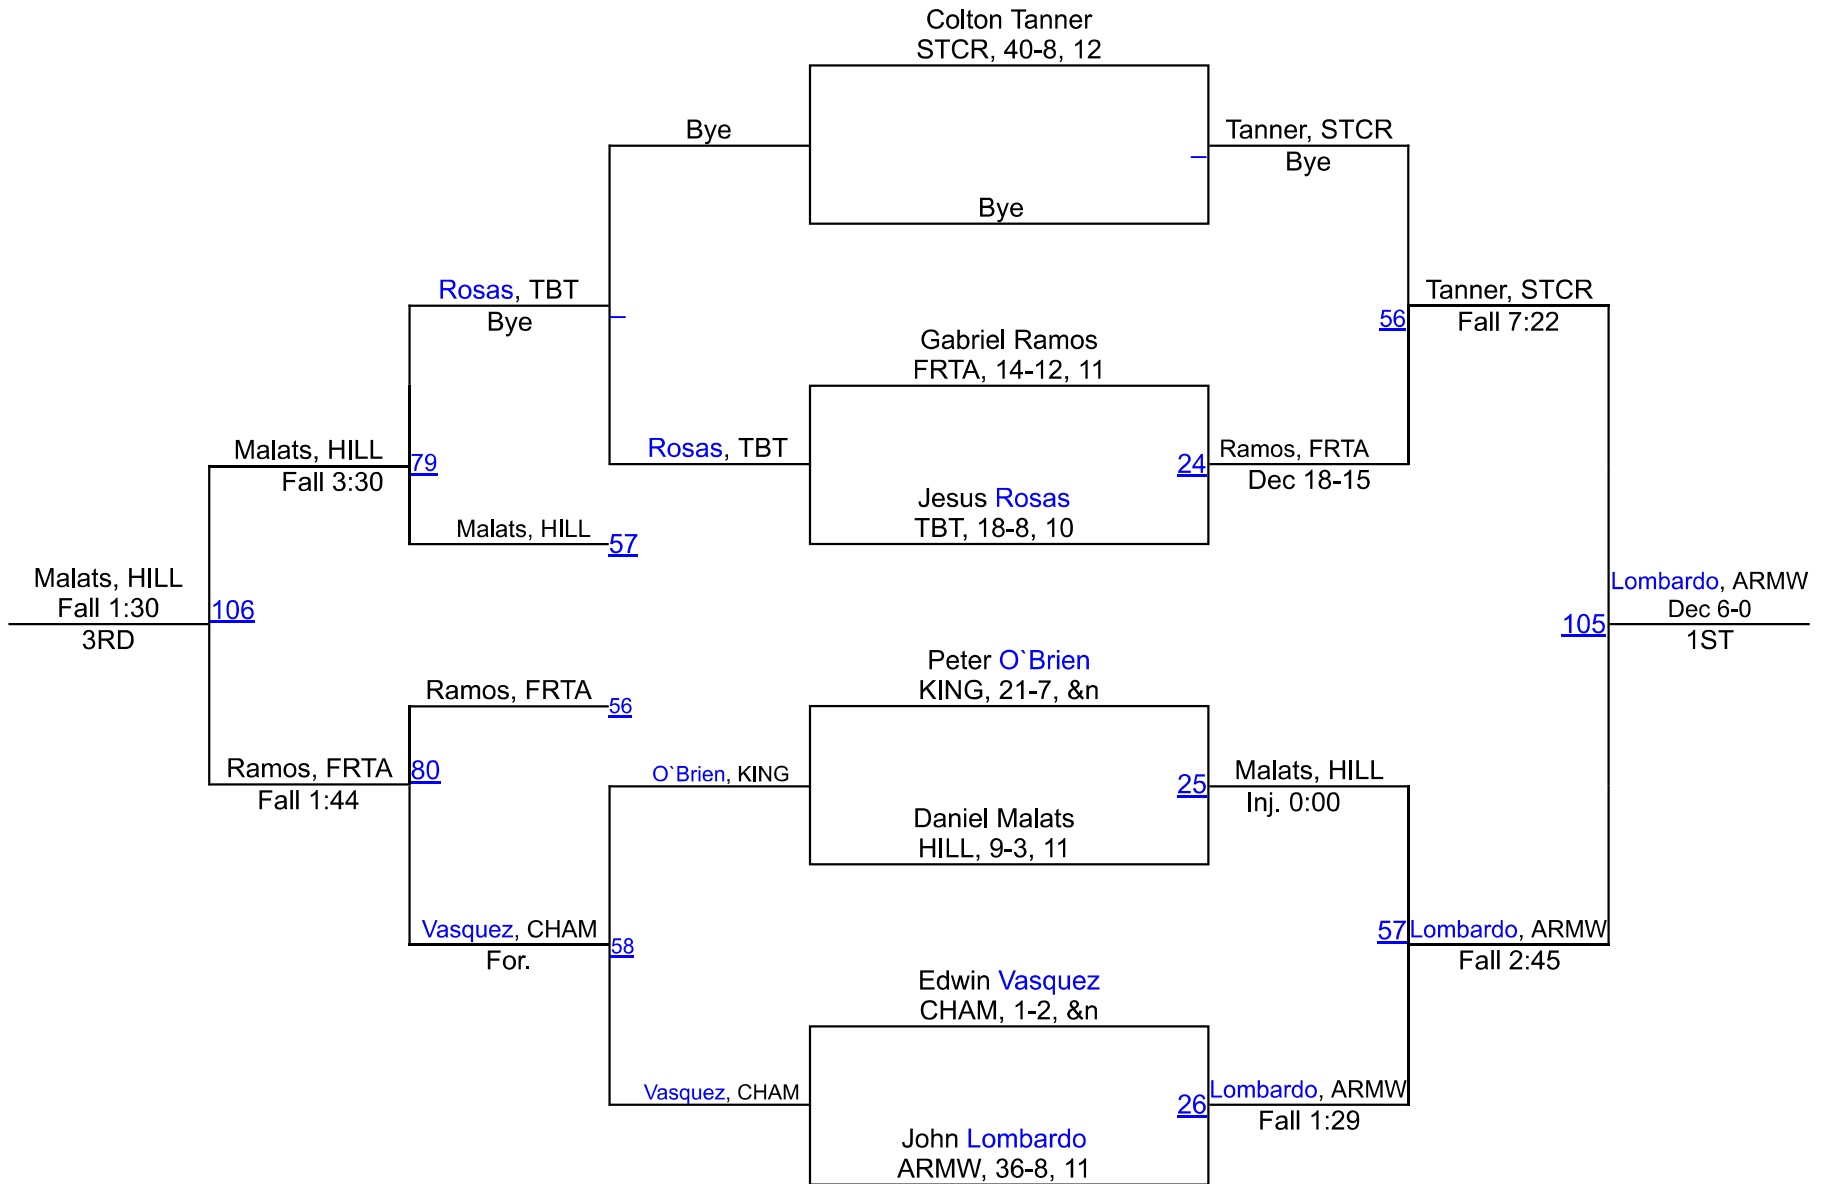 Colton Tanner
STCR, 40-8, 12
Bye
Tanner, STCR
Bye
Bye
Rosas, TBT
Bye
Tanner, STCR
56
Fall 7:22
Gabriel Ramos
FRTA, 14-12, 11
Malats, HILL
79
Fall 3:30
Rosas, TBT
24
Ramos, FRTA
Dec 18-15
Jesus Rosas
TBT, 18-8, 10
Malats, HILL
57
Malats, HILL
Fall 1:30
106
3RD
Lombardo, ARMW
Dec 6-0
105
1ST
Peter O`Brien
KING, 21-7, &n
Ramos, FRTA
56
Ramos, FRTA
80
Fall 1:44
O`Brien, KING
25
Malats, HILL
Inj. 0:00
Daniel Malats
HILL, 9-3, 11
Vasquez, CHAM
58
For.
57
Lombardo, ARMW
Fall 2:45
Edwin Vasquez
CHAM, 1-2, &n
Vasquez, CHAM
26
Lombardo, ARMW
Fall 1:29
John Lombardo
ARMW, 36-8, 11